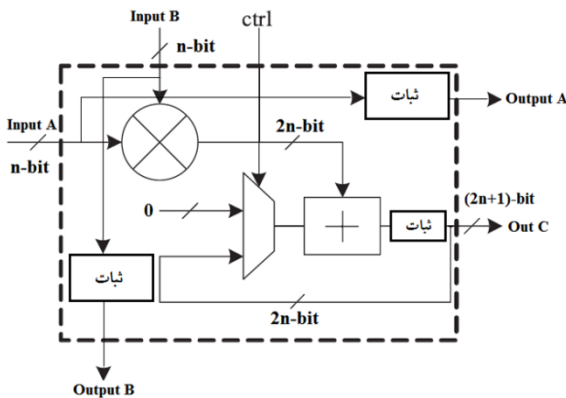 Input B
ctrl
n-bit
ثبات
Output A
Input A
n-bit
2n-bit
0
(2n+1)-bit
ثبات
Out C
ثبات
2n-bit
Output B